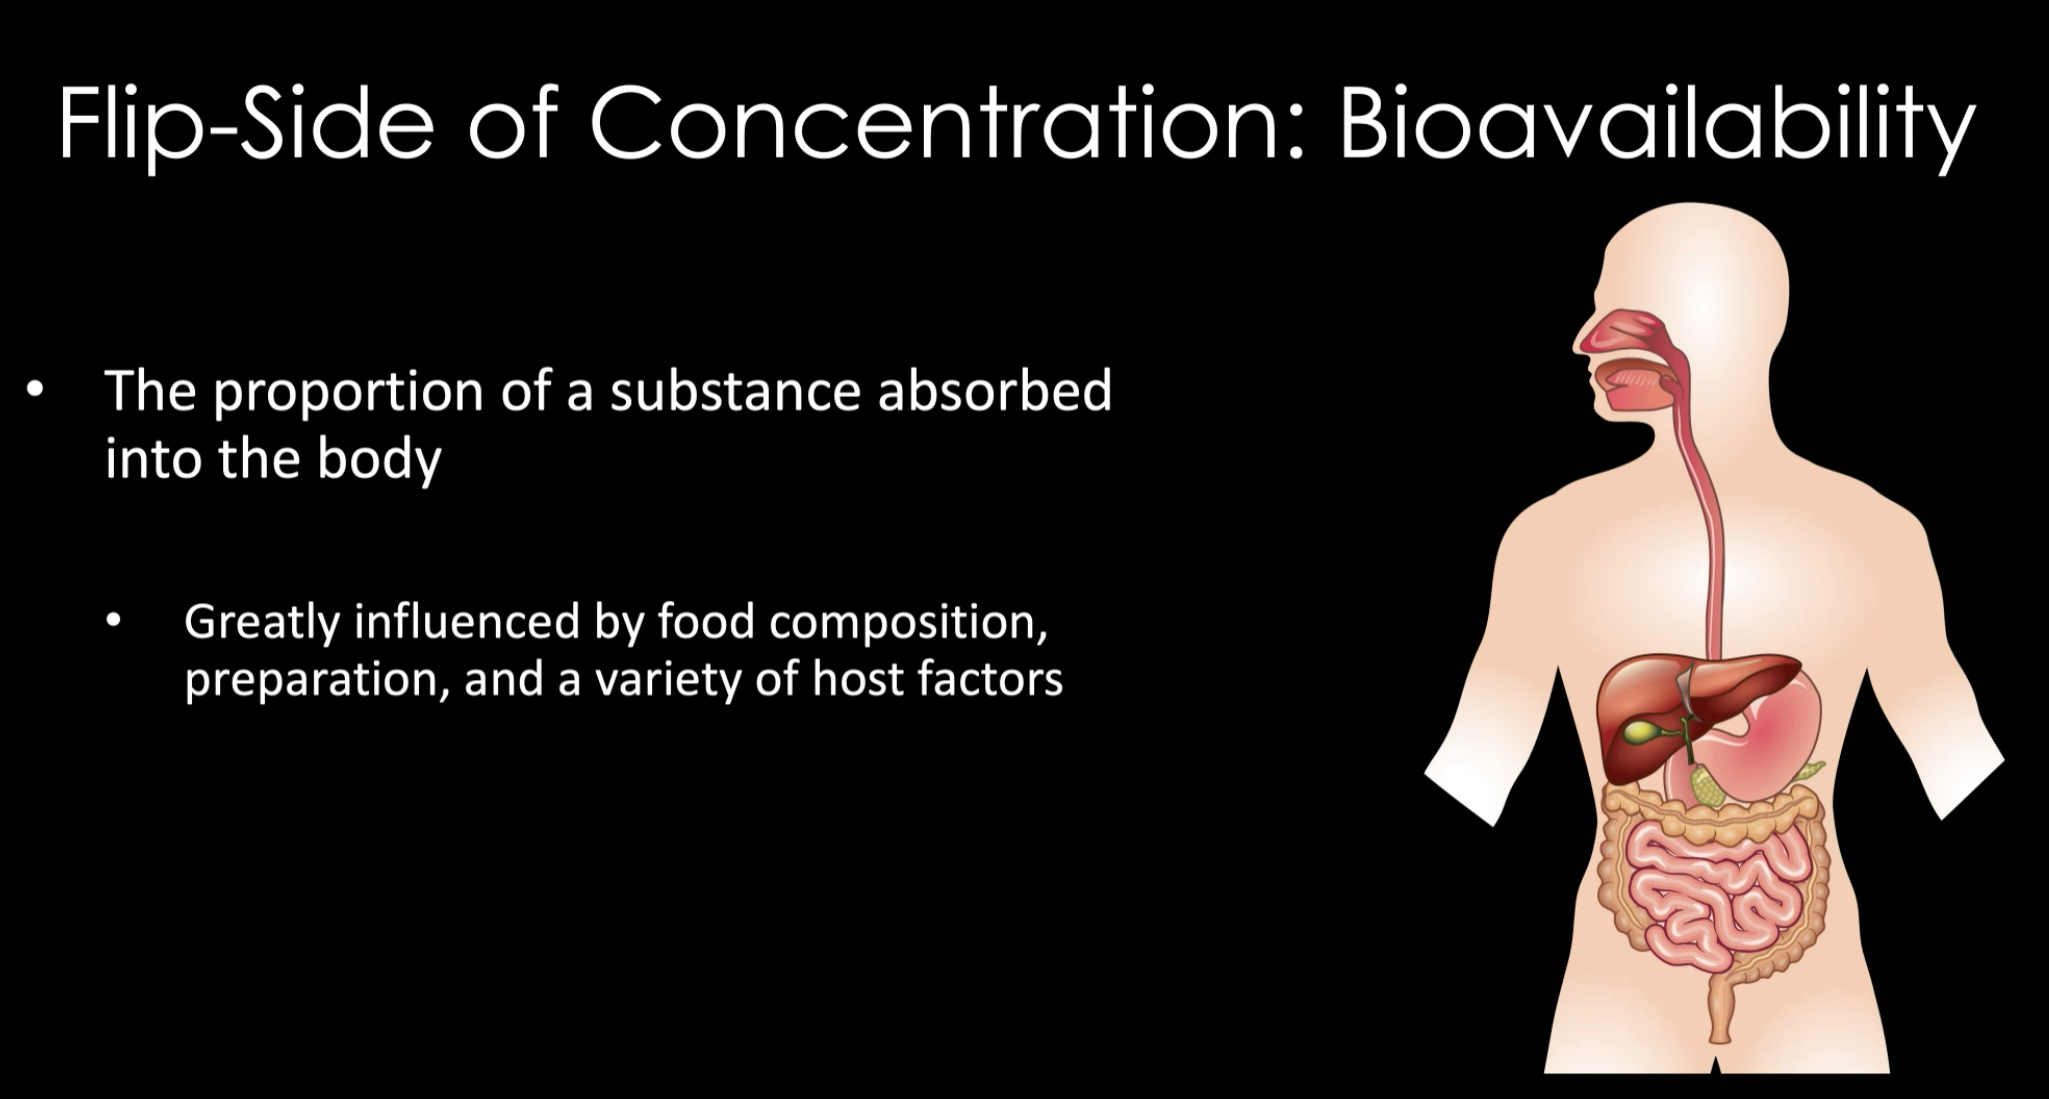 Flip-Side of Concentration: Bioavailability
• The proportion of a substance absorbed
into the body
• Greatly influenced by food composition,
preparation, and a variety of host factors